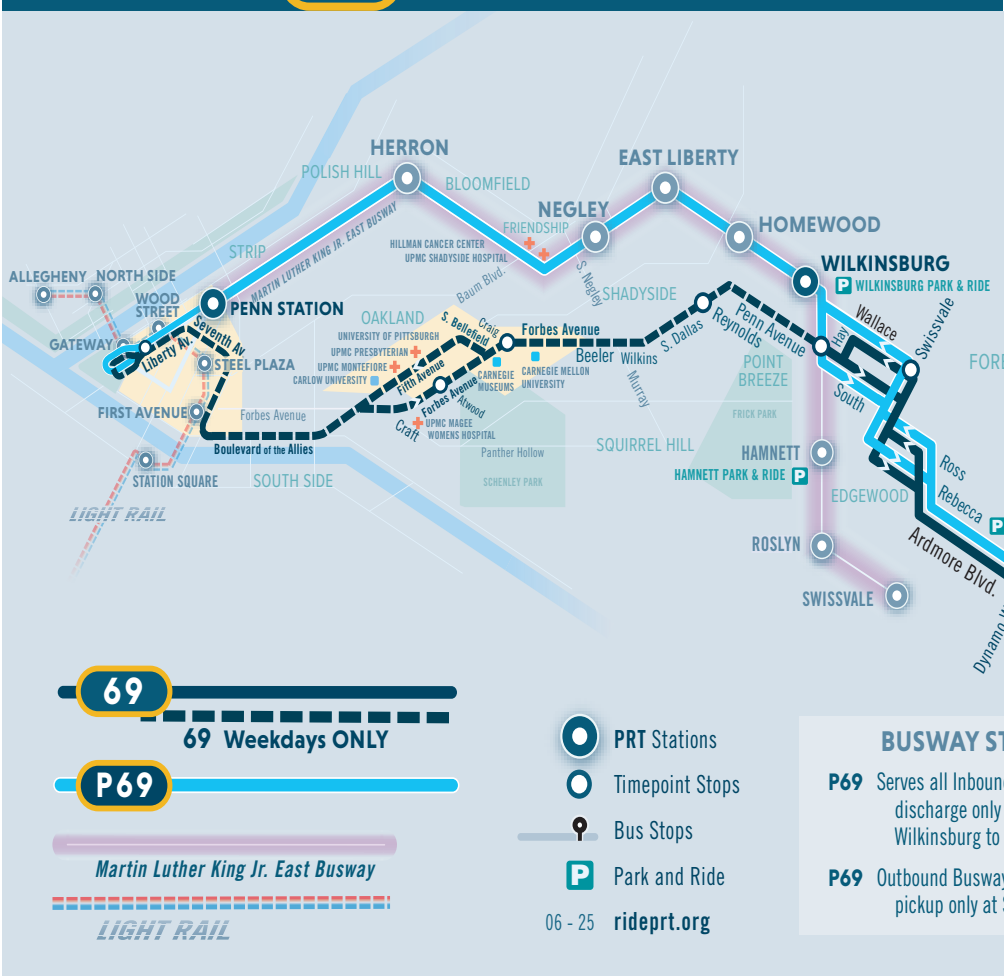 HERRON
EAST LIBERTY
POLISH HILL
BLOOMFIELD
NEGLEY
FRIENDSHIP
HOMEWOOD
HILLMAN CANCER CENTER
UPMC SHADYSIDE HOSPITAL
STRIP
MARTIN LUTHER KING JR. EAST BUSWAY
WILKINSBURG
P WILKINSBURG PARK & RIDE
ALLEGHENY
NORTH SIDE
Baum Blvd.
S. Negley
SHADYSIDE
WOOD
STREET
PENN STATION
OAKLAND
S. Bellefield
Craig
Forbes Avenue
S. Dallas
Reynolds
Penn Avenue
Hay
Wallace
Swissvale
GATEWAY
Liberty Av.
Seventh Av
STEEL PLAZA
UNIVERSITY OF PITTSBURGH
UPMC PRESBYTERIAN
UPMC MONTEFIORE
CARLOW UNIVERSITY
Fifth Avenue
Beeler
Wilkins
CARNEGIE
MUSEUMS
CARNEGIE MELLON
UNIVERSITY
Murray
POINT
BREEZE
FORE
South
FIRST AVENUE
Forbes Avenue
Forbes Avenue
Atwood
Craft
UPMC MAGEE
WOMENS HOSPITAL
FRICK PARK
Boulevard of the Allies
Panther Hollow
SQUIRREL HILL
HAMNETT
HAMNETT PARK & RIDE P
STATION SQUARE
SOUTH SIDE
SCHENLEY PARK
EDGEWOOD
Ross
Rebecca
P
LIGHT RAIL
ROSLYN
Ardmore Blvd.
SWISSVALE
Dynamo W
69
69 Weekdays ONLY
P69
Martin Luther King Jr. East Busway
LIGHT RAIL
PRT Stations
Timepoint Stops
Bus Stops
P Park and Ride
06 - 25 rideprt.org
BUSWAY ST
P69 Serves all Inbound
discharge only
Wilkinsburg to
P69 Outbound Busway
pickup only at S